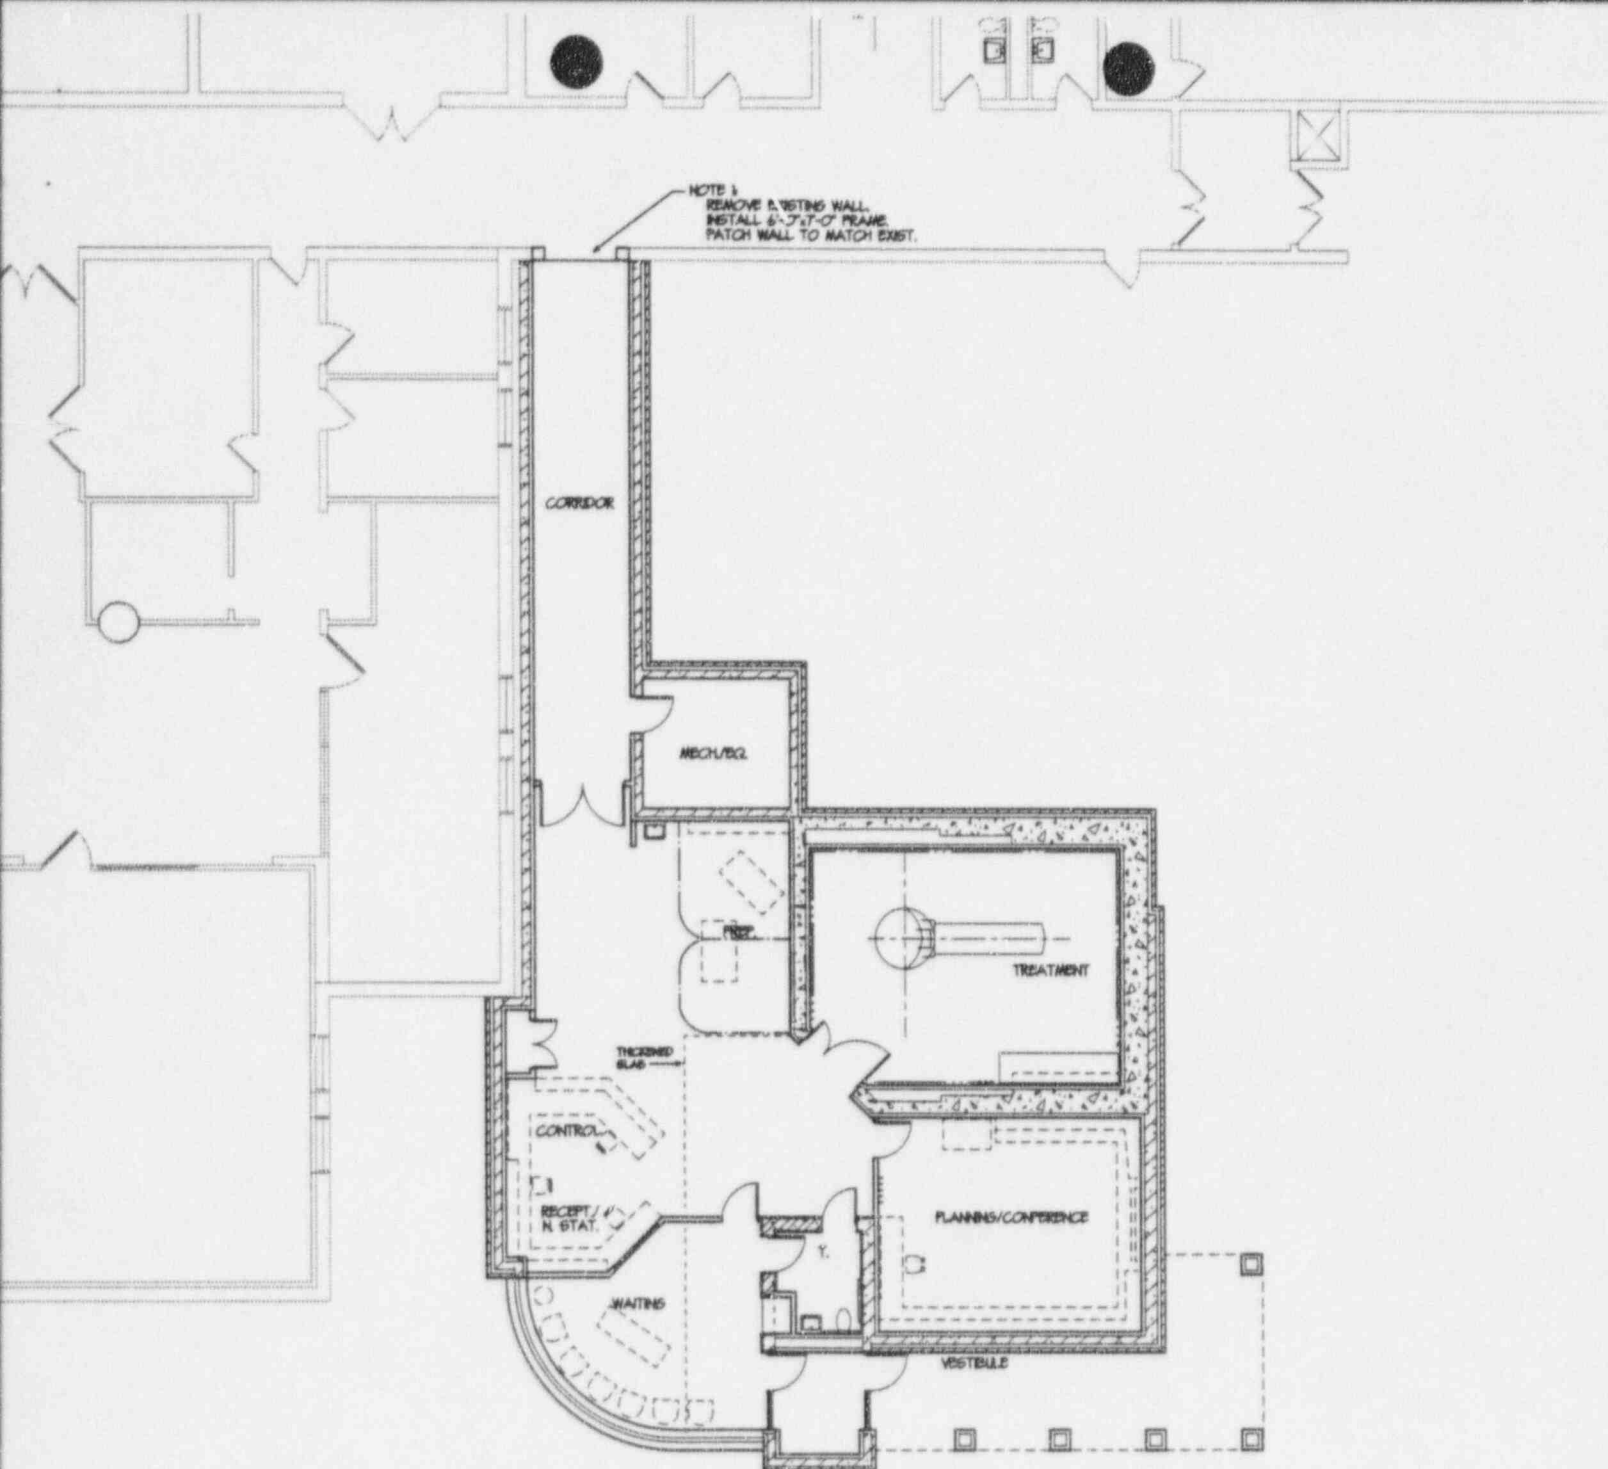 NOTE 1
REMOVE EXISTING WALL.
INSTALL 6'- "x7'-0" FRAME.
PATCH WALL TO MATCH EXIST.
CORRIDOR
MECH./EQ.
PREP.
TREATMENT
THICKENED
SLAB
CONTROL
RECEPT./
N. STAT.
PLANNING/CONFERENCE
T.
WAITING
VESTIBULE